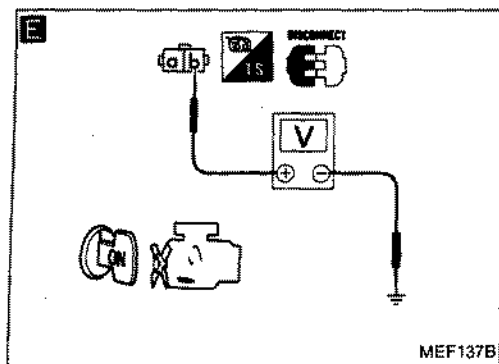 E
DISCONNECT
a b
T.S
V
+ −
ON
MEF137B